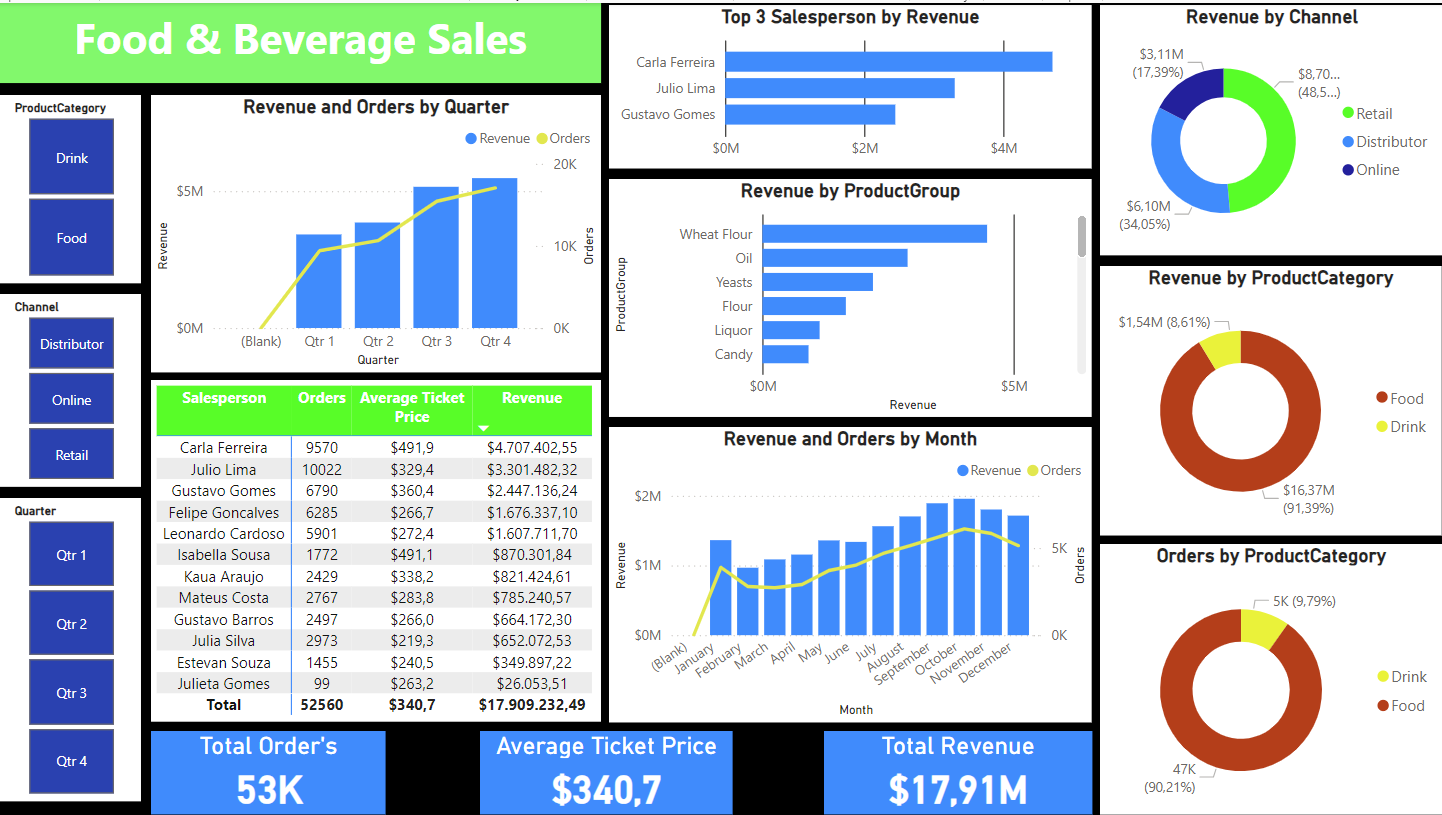 Food & Beverage Sales
ProductCategory
Drink
Food
Channel
Distributor
Online
Retail
Quarter
Qtr 1
Qtr 2
Qtr 3
Qtr 4
Revenue and Orders by Quarter
Revenue Orders
20K
$5M
10K
$0M
0K
Revenue
Orders
(Blank) Qtr 1 Qtr 2 Qtr 3 Qtr 4
Quarter
Salesperson Orders Average Ticket Price Revenue
Carla Ferreira 9570 $491,9 $4.707.402,55
Julio Lima 10022 $329,4 $3.301.482,32
Gustavo Gomes 6790 $360,4 $2.447.136,24
Felipe Goncalves 6285 $266,7 $1.676.337,10
Leonardo Cardoso 5901 $272,4 $1.607.711,70
Isabella Sousa 1772 $491,1 $870.301,84
Kaua Araujo 2429 $338,2 $821.424,61
Mateus Costa 2767 $283,8 $785.240,57
Gustavo Barros 2497 $266,0 $664.172,30
Julia Silva 2973 $219,3 $652.072,53
Estevan Souza 1455 $240,5 $349.897,22
Julieta Gomes 99 $263,2 $26.053,51
Total 52560 $340,7 $17.909.232,49
Top 3 Salesperson by Revenue
Carla Ferreira
Julio Lima
Gustavo Gomes
$0M $2M $4M
Revenue by ProductGroup
ProductGroup
Wheat Flour
Oil
Yeasts
Flour
Liquor
Candy
$0M $5M
Revenue
Revenue and Orders by Month
Revenue Orders
$2M
5K
$1M
$0M
0K
Revenue
Orders
(Blank) January February March April May June July August September October November December
Month
Total Order's
53K
Average Ticket Price
$340,7
Total Revenue
$17,91M
Revenue by Channel
$3,11M
(17,39%)
$8,70...
(48,5...)
$6,10M
(34,05%)
Retail
Distributor
Online
Revenue by ProductCategory
$1,54M (8,61%)
$16,37M
(91,39%)
Food
Drink
Orders by ProductCategory
5K (9,79%)
47K
(90,21%)
Drink
Food